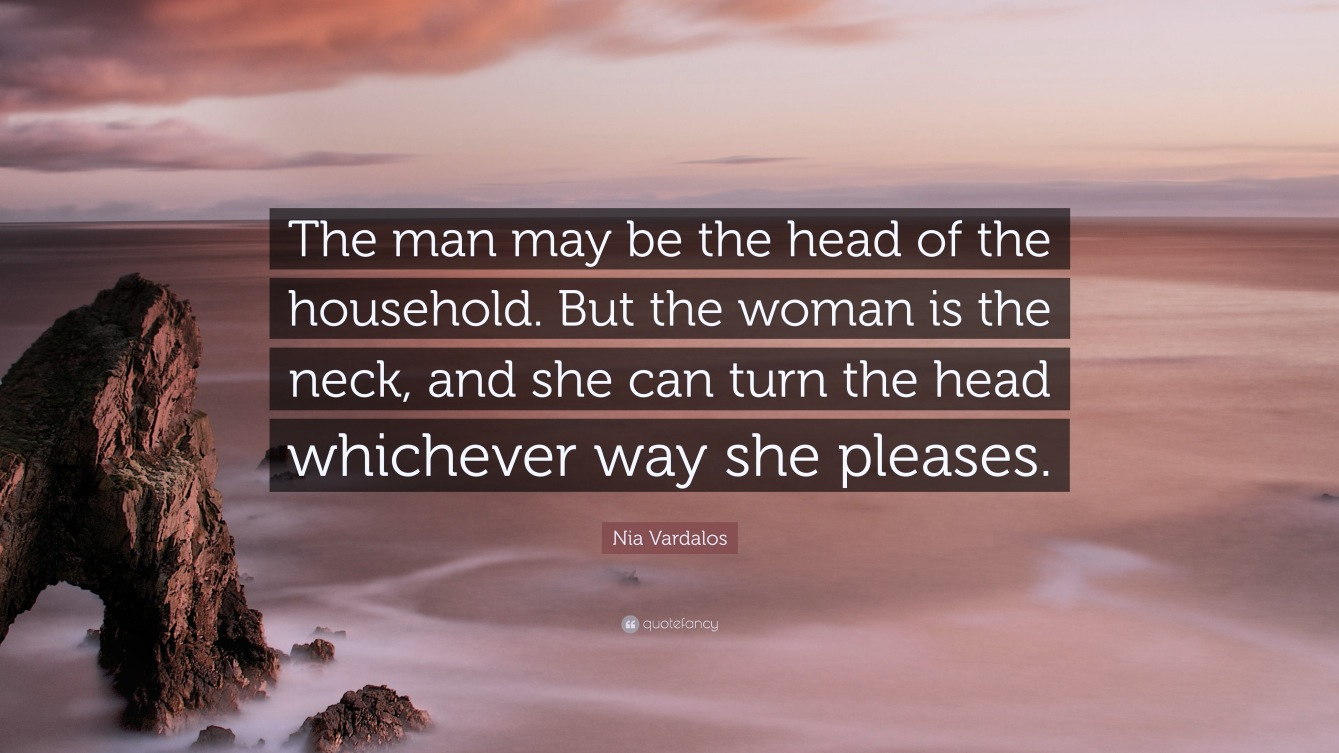 The man may be the head of the
household. But the woman is the
neck, and she can turn the head
whichever way she pleases.
Nia Vardalos
quotefancy